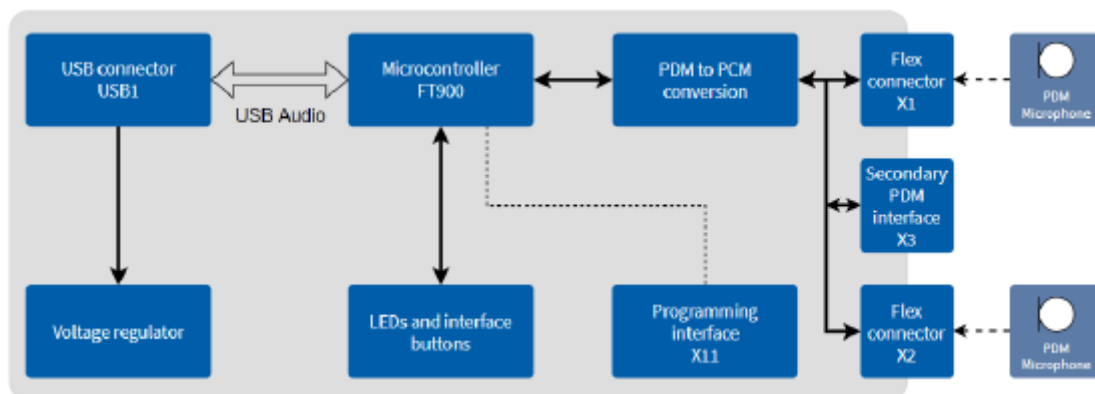 USB connector
USB1
USB Audio
Microcontroller
FT900
PDM to PCM
conversion
Flex
connector
X1
PDM
Microphone
Secondary
PDM
interface
X3
Voltage regulator
LEDs and interface
buttons
Programming
interface
X11
Flex
connector
X2
PDM
Microphone